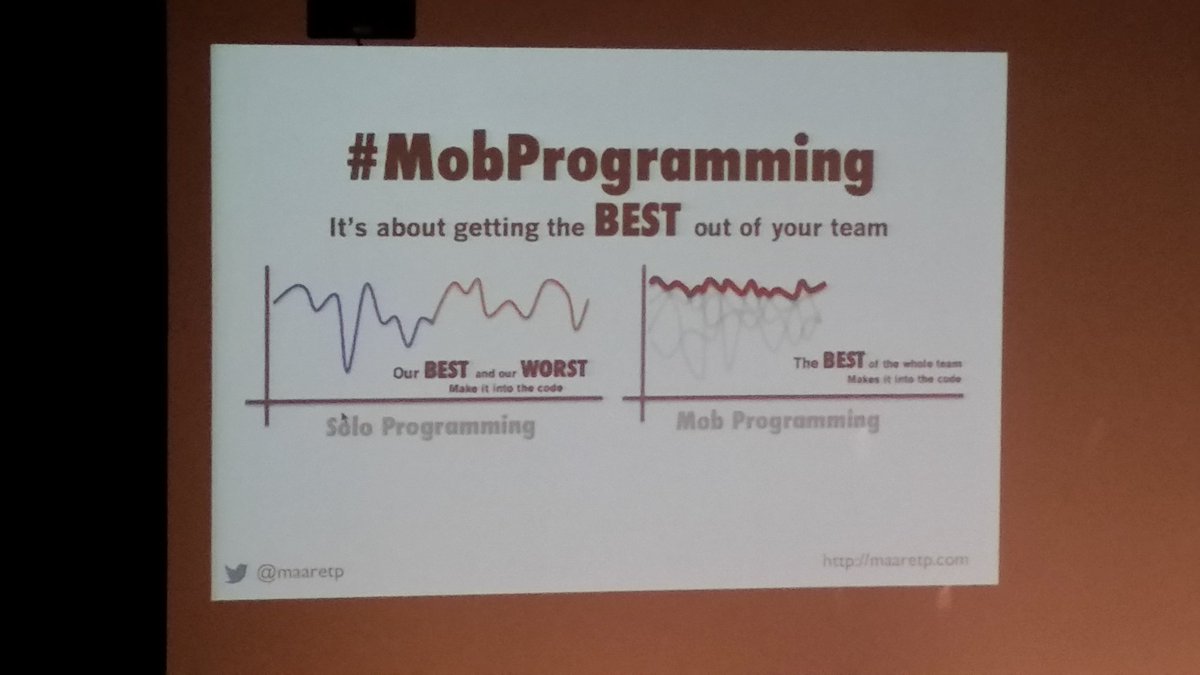 #MobProgramming
It's about getting the BEST out of your team
Our BEST and our WORST
Make it into the code
Solo Programming
The BEST of the whole team
Makes it into the code
Mob Programming
@maaretp
http://maaretp.com